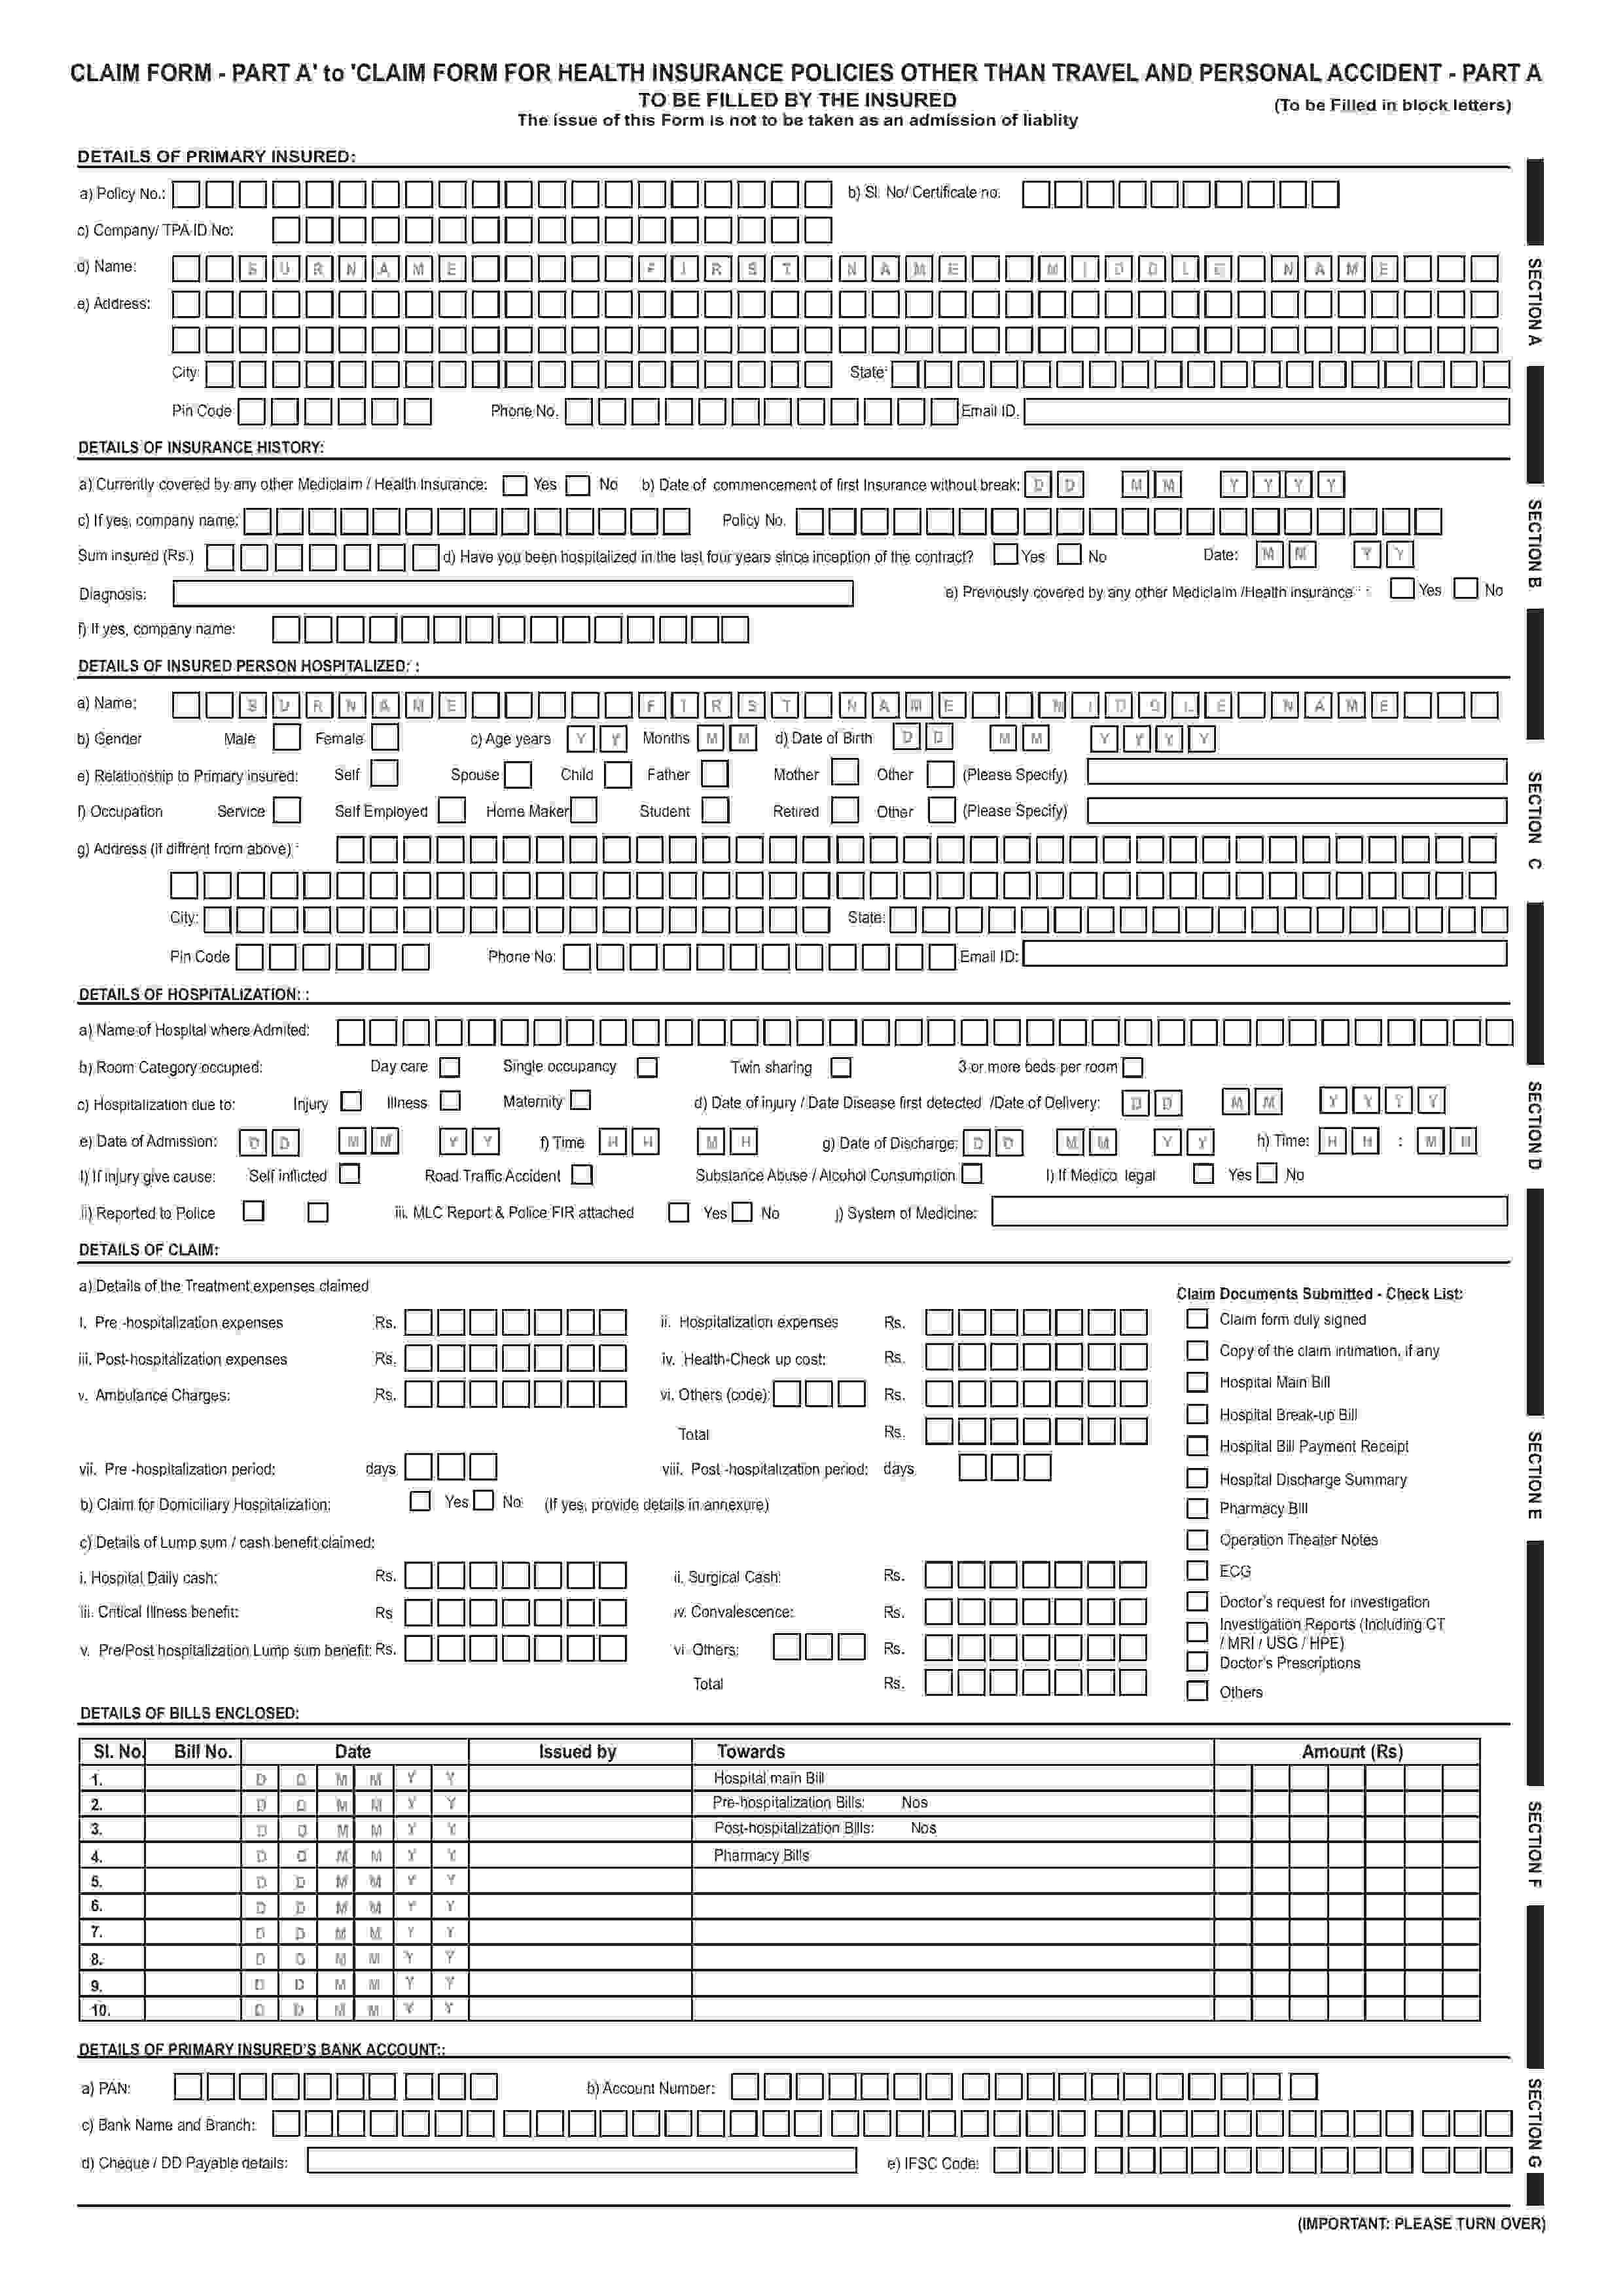 CLAIM FORM - PART A' to 'CLAIM FORM FOR HEALTH INSURANCE POLICIES OTHER THAN TRAVEL AND PERSONAL ACCIDENT - PART A
TO BE FILLED BY THE INSURED
(To be Filled in block letters)
The issue of this Form is not to be taken as an admission of liablity
DETAILS OF PRIMARY INSURED:
a) Policy No.: b) Sl. No/ Certificate no.
c) Company/ TPA ID No:
d) Name: S U R N A M E F I R S T N A M E M I D D L E N A M E
e) Address:
City: State:
Pin Code Phone No. Email ID.
SECTION A
DETAILS OF INSURANCE HISTORY:
a) Currently covered by any other Mediclaim / Health Insurance: Yes No b) Date of commencement of first Insurance without break: D D M M Y Y Y Y
c) If yes, company name: Policy No.
Sum insured (Rs.) d) Have you been hospitalized in the last four years since inception of the contract? Yes No Date: M M Y Y
Diagnosis: e) Previously covered by any other Mediclaim /Health insurance : : Yes No
f) If yes, company name:
SECTION B
DETAILS OF INSURED PERSON HOSPITALIZED: :
a) Name: S U R N A M E F I R S T N A M E M I D D L E N A M E
b) Gender Male Female c) Age years Y Y Months M M d) Date of Birth D D M M Y Y Y Y
e) Relationship to Primary insured: Self Spouse Child Father Mother Other (Please Specify)
f) Occupation Service Self Employed Home Maker Student Retired Other (Please Specify)
g) Address (if diffrent from above) :
City: State:
Pin Code Phone No: Email ID:
SECTION C
DETAILS OF HOSPITALIZATION: :
a) Name of Hospital where Admited:
b) Room Category occupied: Day care Single occupancy Twin sharing 3 or more beds per room
c) Hospitalization due to: Injury Illness Maternity d) Date of injury / Date Disease first detected /Date of Delivery: D D M M Y Y Y Y
e) Date of Admission: D D M M Y Y f) Time H H M H g) Date of Discharge: D D M M Y Y h) Time: H H : M H
I) If injury give cause: Self inflicted Road Traffic Accident Substance Abuse / Alcohol Consumption I) If Medico legal Yes No
ii) Reported to Police iii. MLC Report & Police FIR attached Yes No j) System of Medicine:
SECTION D
DETAILS OF CLAIM:
a) Details of the Treatment expenses claimed
I. Pre -hospitalization expenses Rs. ii. Hospitalization expenses Rs.
iii. Post-hospitalization expenses Rs. iv. Health-Check up cost: Rs.
v. Ambulance Charges: Rs. vi. Others (code): Rs.
Total Rs.
vii. Pre -hospitalization period: days viii. Post -hospitalization period: days
b) Claim for Domiciliary Hospitalization: Yes No (If yes, provide details in annexure)
c) Details of Lump sum / cash benefit claimed:
i. Hospital Daily cash: Rs. ii. Surgical Cash: Rs.
iii. Critical Illness benefit: Rs iv. Convalescence: Rs.
v. Pre/Post hospitalization Lump sum benefit: Rs. vi Others: Rs.
Total Rs.
Claim Documents Submitted - Check List:
Claim form duly signed
Copy of the claim intimation, if any
Hospital Main Bill
Hospital Break-up Bill
Hospital Bill Payment Receipt
Hospital Discharge Summary
Pharmacy Bill
Operation Theater Notes
ECG
Doctor's request for investigation
Investigation Reports (Including CT
/ MRI / USG / HPE)
Doctor's Prescriptions
Others
SECTION E
DETAILS OF BILLS ENCLOSED:
Sl. No. Bill No. Date Issued by Towards Amount (Rs)
1. D D M M Y Y Hospital main Bill
2. D D M M Y Y Pre-hospitalization Bills: Nos
3. D D M M Y Y Post-hospitalization Bills: Nos
4. D D M M Y Y Pharmacy Bills
5. D D M M Y Y
6. D D M M Y Y
7. D D M M Y Y
8. D D M M Y Y
9. D D M M Y Y
10. D D M M Y Y
SECTION F
DETAILS OF PRIMARY INSURED'S BANK ACCOUNT::
a) PAN: b) Account Number:
c) Bank Name and Branch:
d) Cheque / DD Payable details: e) IFSC Code:
SECTION G
(IMPORTANT: PLEASE TURN OVER)